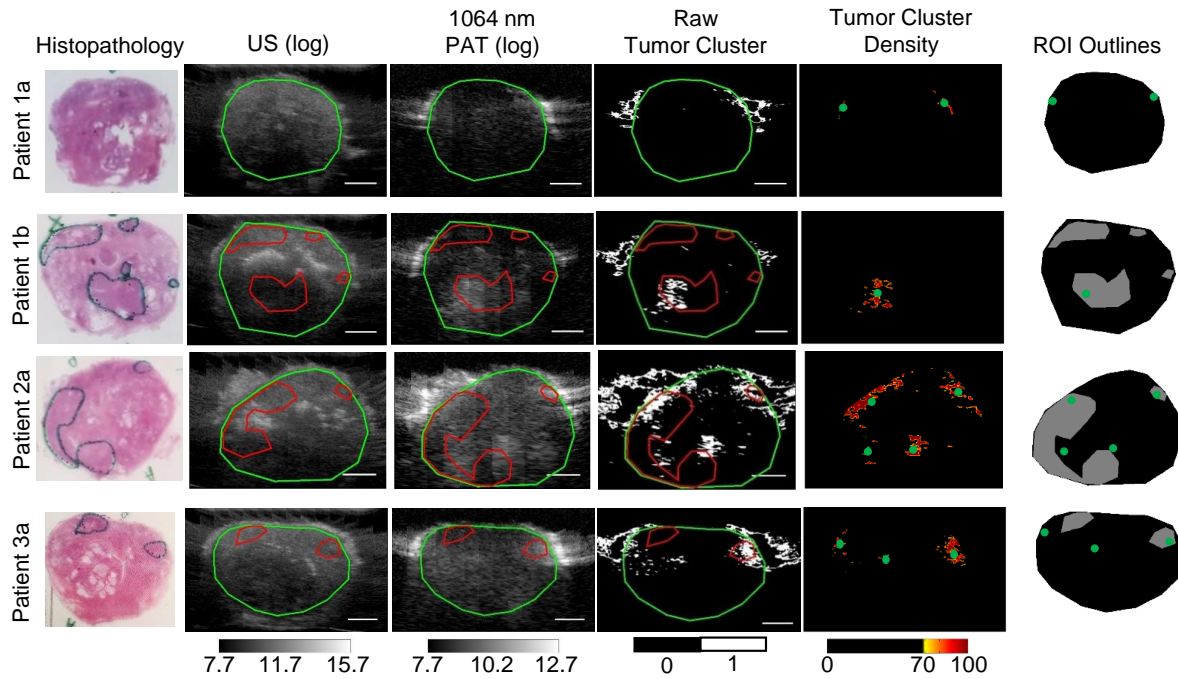 Histopathology
US (log)
1064 nm
PAT (log)
Raw
Tumor Cluster
Tumor Cluster
Density
ROI Outlines
Patient 1a
Patient 1b
Patient 2a
Patient 3a
7.7 11.7 15.7
7.7 10.2 12.7
0 1
0 70 100